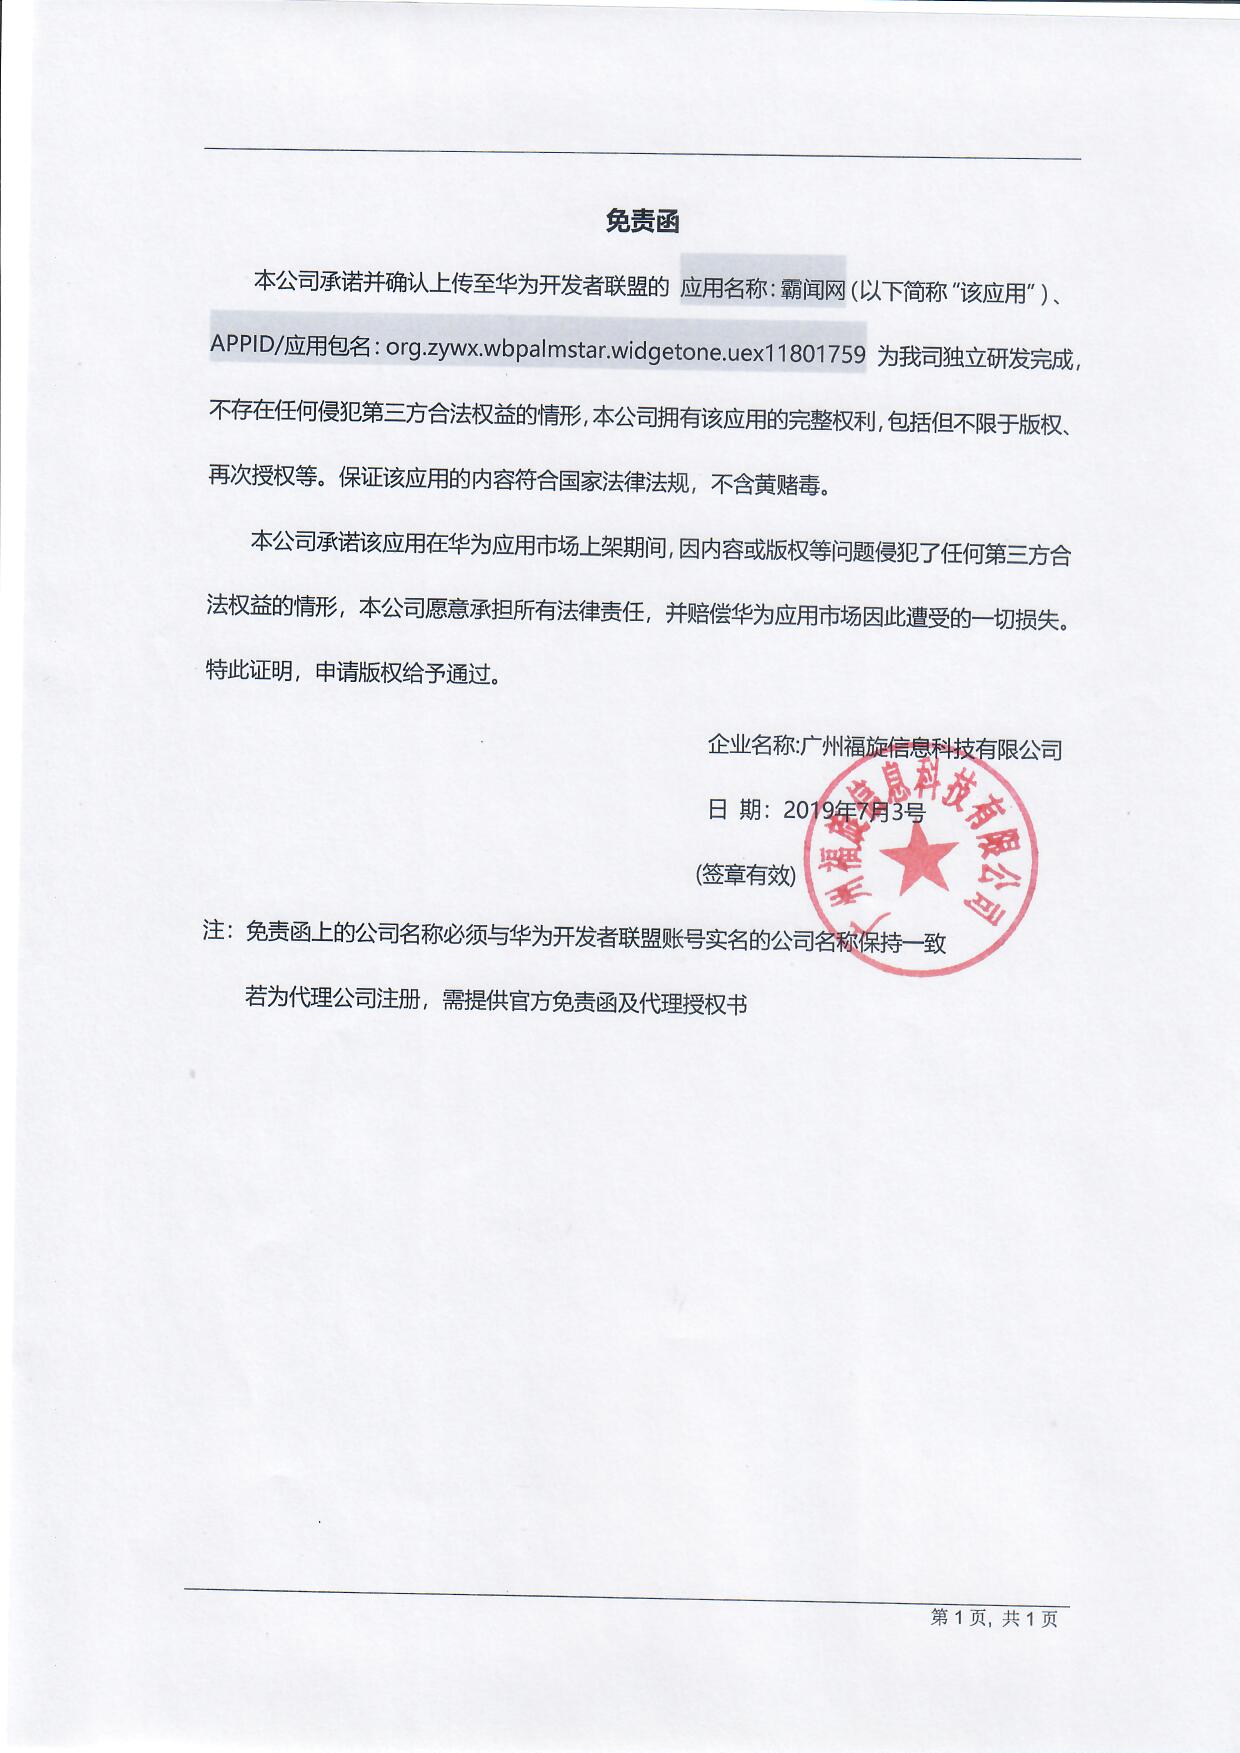 免责函
本公司承诺并确认上传至华为开发者联盟的 应用名称：霸闻网（以下简称“该应用”）、
APPID/应用包名：org.zywx.wbpalmstar.widgetone.uex11801759 为我司独立研发完成，
不存在任何侵犯第三方合法权益的情形，本公司拥有该应用的完整权利，包括但不限于版权、
再次授权等。保证该应用的内容符合国家法律法规，不含黄赌毒。
本公司承诺该应用在华为应用市场上架期间，因内容或版权等问题侵犯了任何第三方合
法权益的情形，本公司愿意承担所有法律责任，并赔偿华为应用市场因此遭受的一切损失。
特此证明，申请版权给予通过。
企业名称:广州福旋信息科技有限公司
日 期：2019年7月3号
(签章有效)
广州福旋信息科技有限公司
注：免责函上的公司名称必须与华为开发者联盟账号实名的公司名称保持一致
若为代理公司注册，需提供官方免责函及代理授权书
第 1 页, 共 1 页